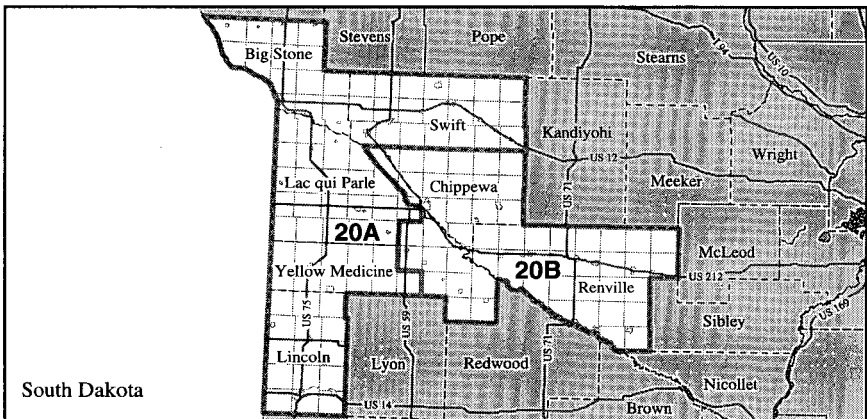 Stevens
Pope
Big Stone
Stearns
I 94
US 10
Swift
Kandiyohi
US 12
Wright
Lac qui Parle
Chippewa
US 71
Meeker
20A
20B
McLeod
Yellow Medicine
Renville
US 212
US 75
US 59
US 169
Sibley
Lincoln
Lyon
Redwood
US 71
Nicollet
South Dakota
US 14
Brown